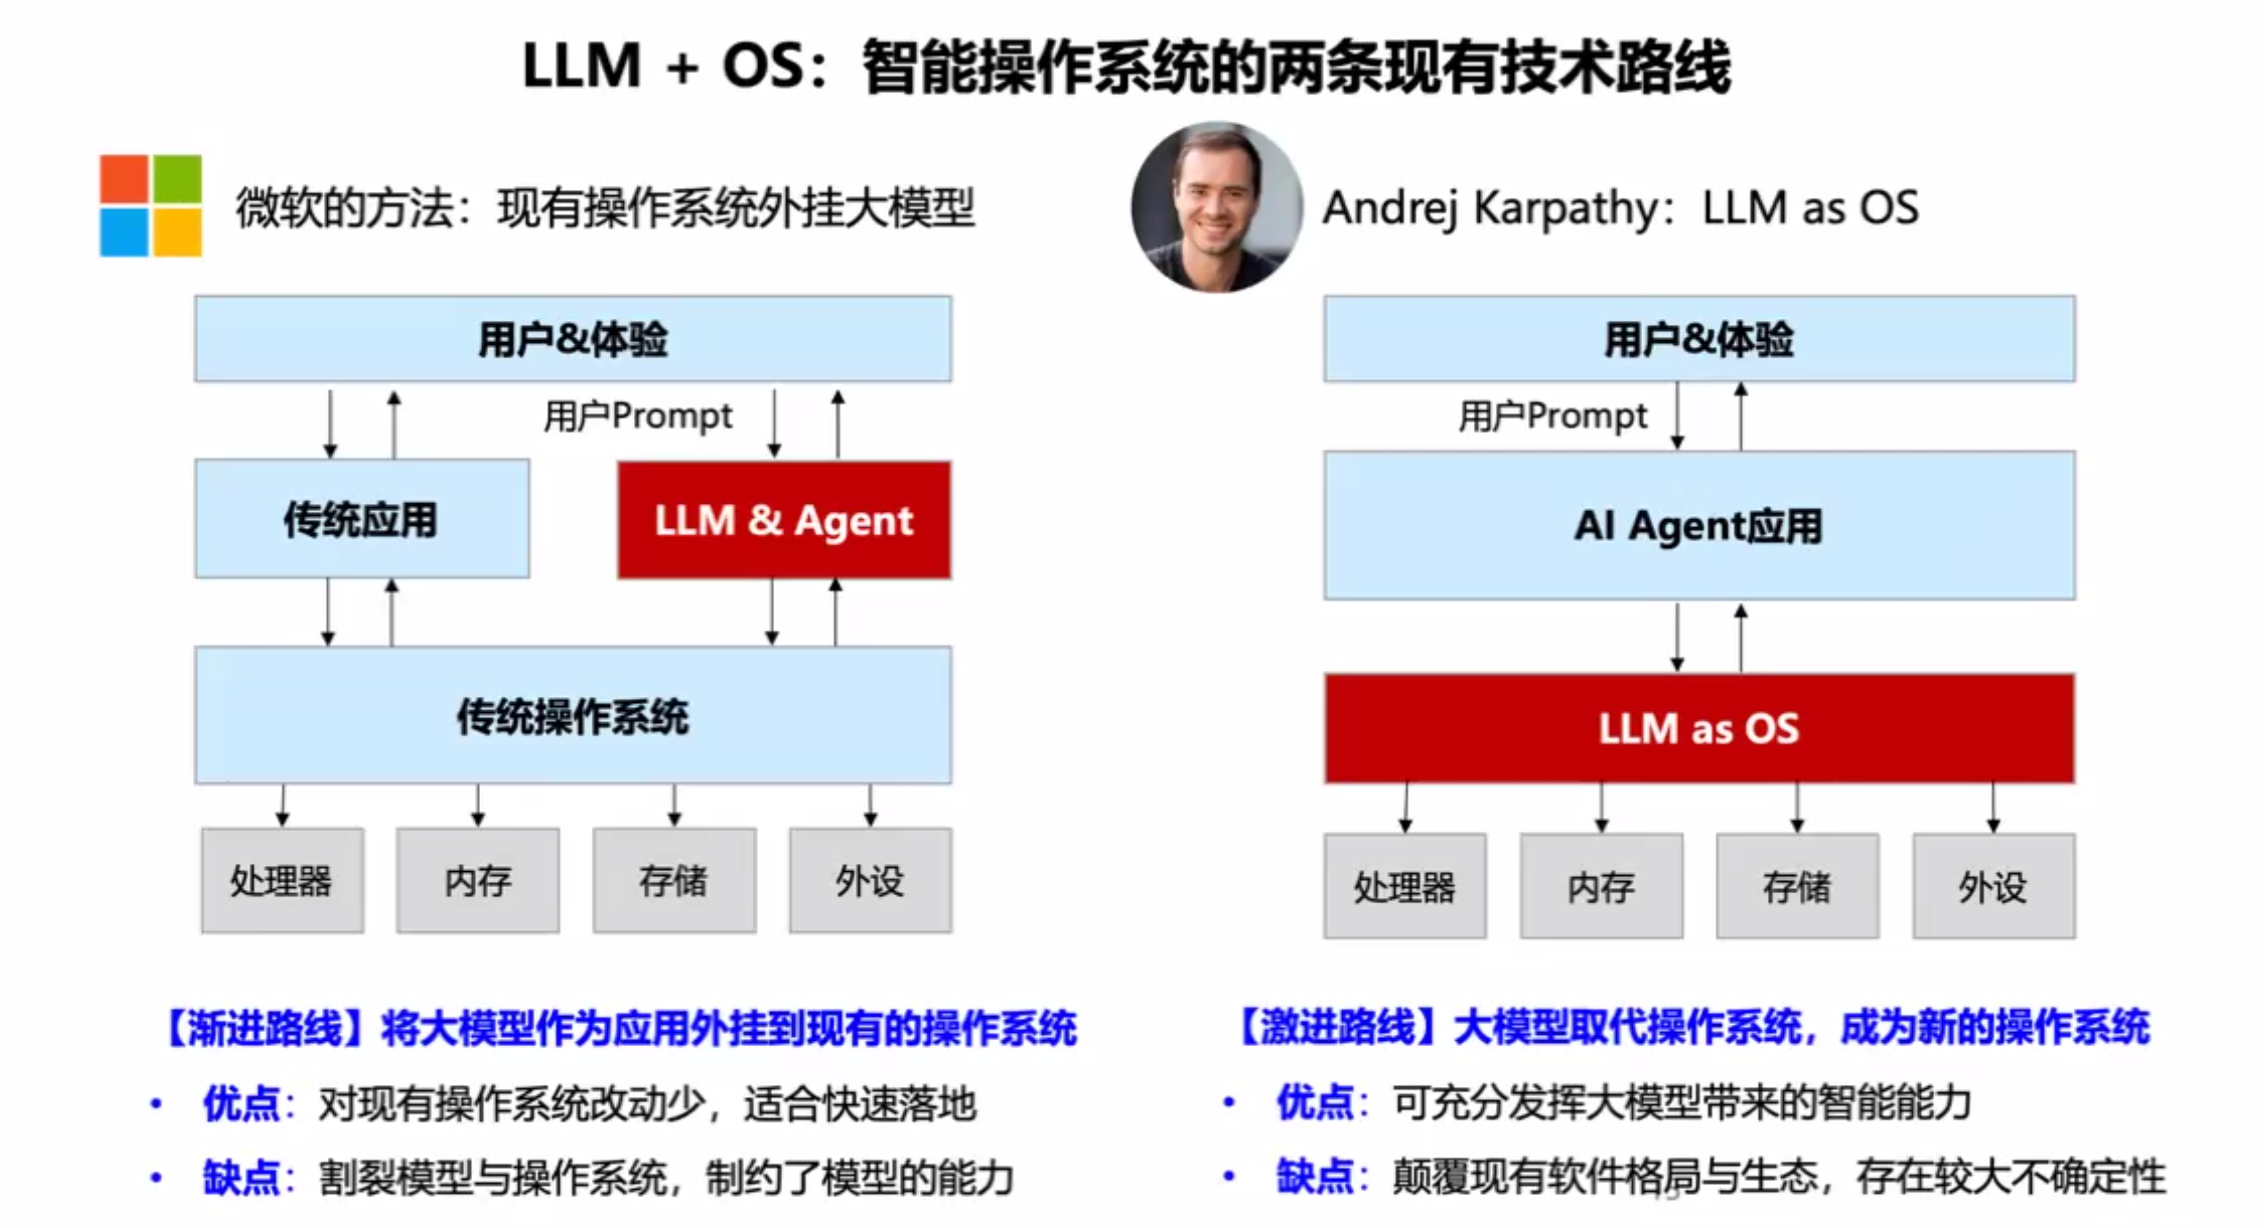 LLM + OS：智能操作系统的两条现有技术路线
微软的方法：现有操作系统外挂大模型
用户&体验
用户Prompt
传统应用
LLM & Agent
传统操作系统
处理器
内存
存储
外设
【渐进路线】将大模型作为应用外挂到现有的操作系统
• 优点：对现有操作系统改动少，适合快速落地
• 缺点：割裂模型与操作系统，制约了模型的能力
Andrej Karpathy：LLM as OS
用户&体验
用户Prompt
AI Agent应用
LLM as OS
处理器
内存
存储
外设
【激进路线】大模型取代操作系统，成为新的操作系统
• 优点：可充分发挥大模型带来的智能能力
• 缺点：颠覆现有软件格局与生态，存在较大不确定性